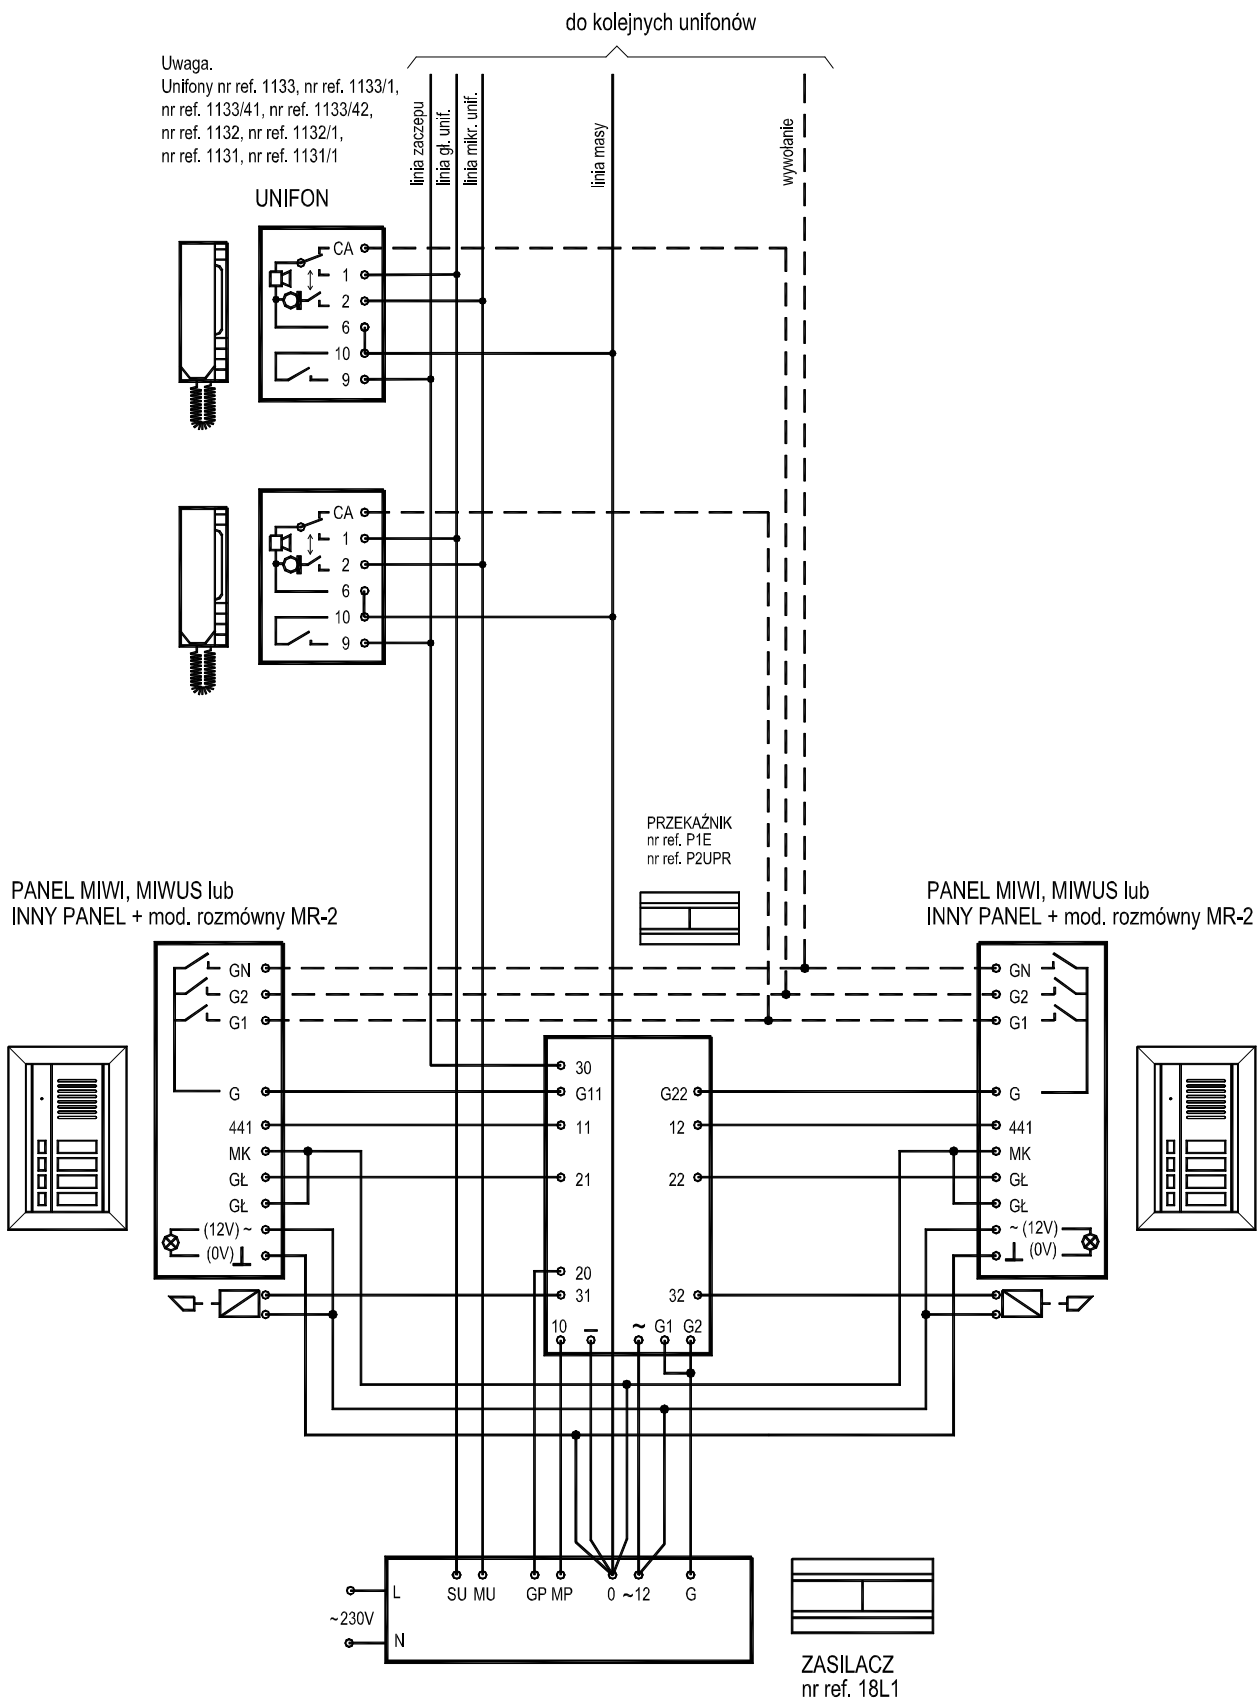 do kolejnych unifonów
Uwaga.
Unifony nr ref. 1133, nr ref. 1133/1,
nr ref. 1133/41, nr ref. 1133/42,
nr ref. 1132, nr ref. 1132/1,
nr ref. 1131, nr ref. 1131/1
linia zaczepu
linia gł. unif.
linia mikr. unif.
linia masy
wywołanie
UNIFON
CA
1
2
6
10
9
CA
1
2
6
10
9
PRZEKAŹNIK
nr ref. P1E
nr ref. P2UPR
PANEL MIWI, MIWUS lub
INNY PANEL + mod. rozmówny MR-2
PANEL MIWI, MIWUS lub
INNY PANEL + mod. rozmówny MR-2
GN
G2
G1
G
441
MK
GŁ
GŁ
(12V) ~
(0V)
30
G11
11
21
20
31
10 – ~ G1 G2
G22
12
22
32
GN
G2
G1
G
441
MK
GŁ
GŁ
~ (12V)
(0V)
L
~230V
N
SU MU GP MP 0 ~12 G
ZASILACZ
nr ref. 18L1